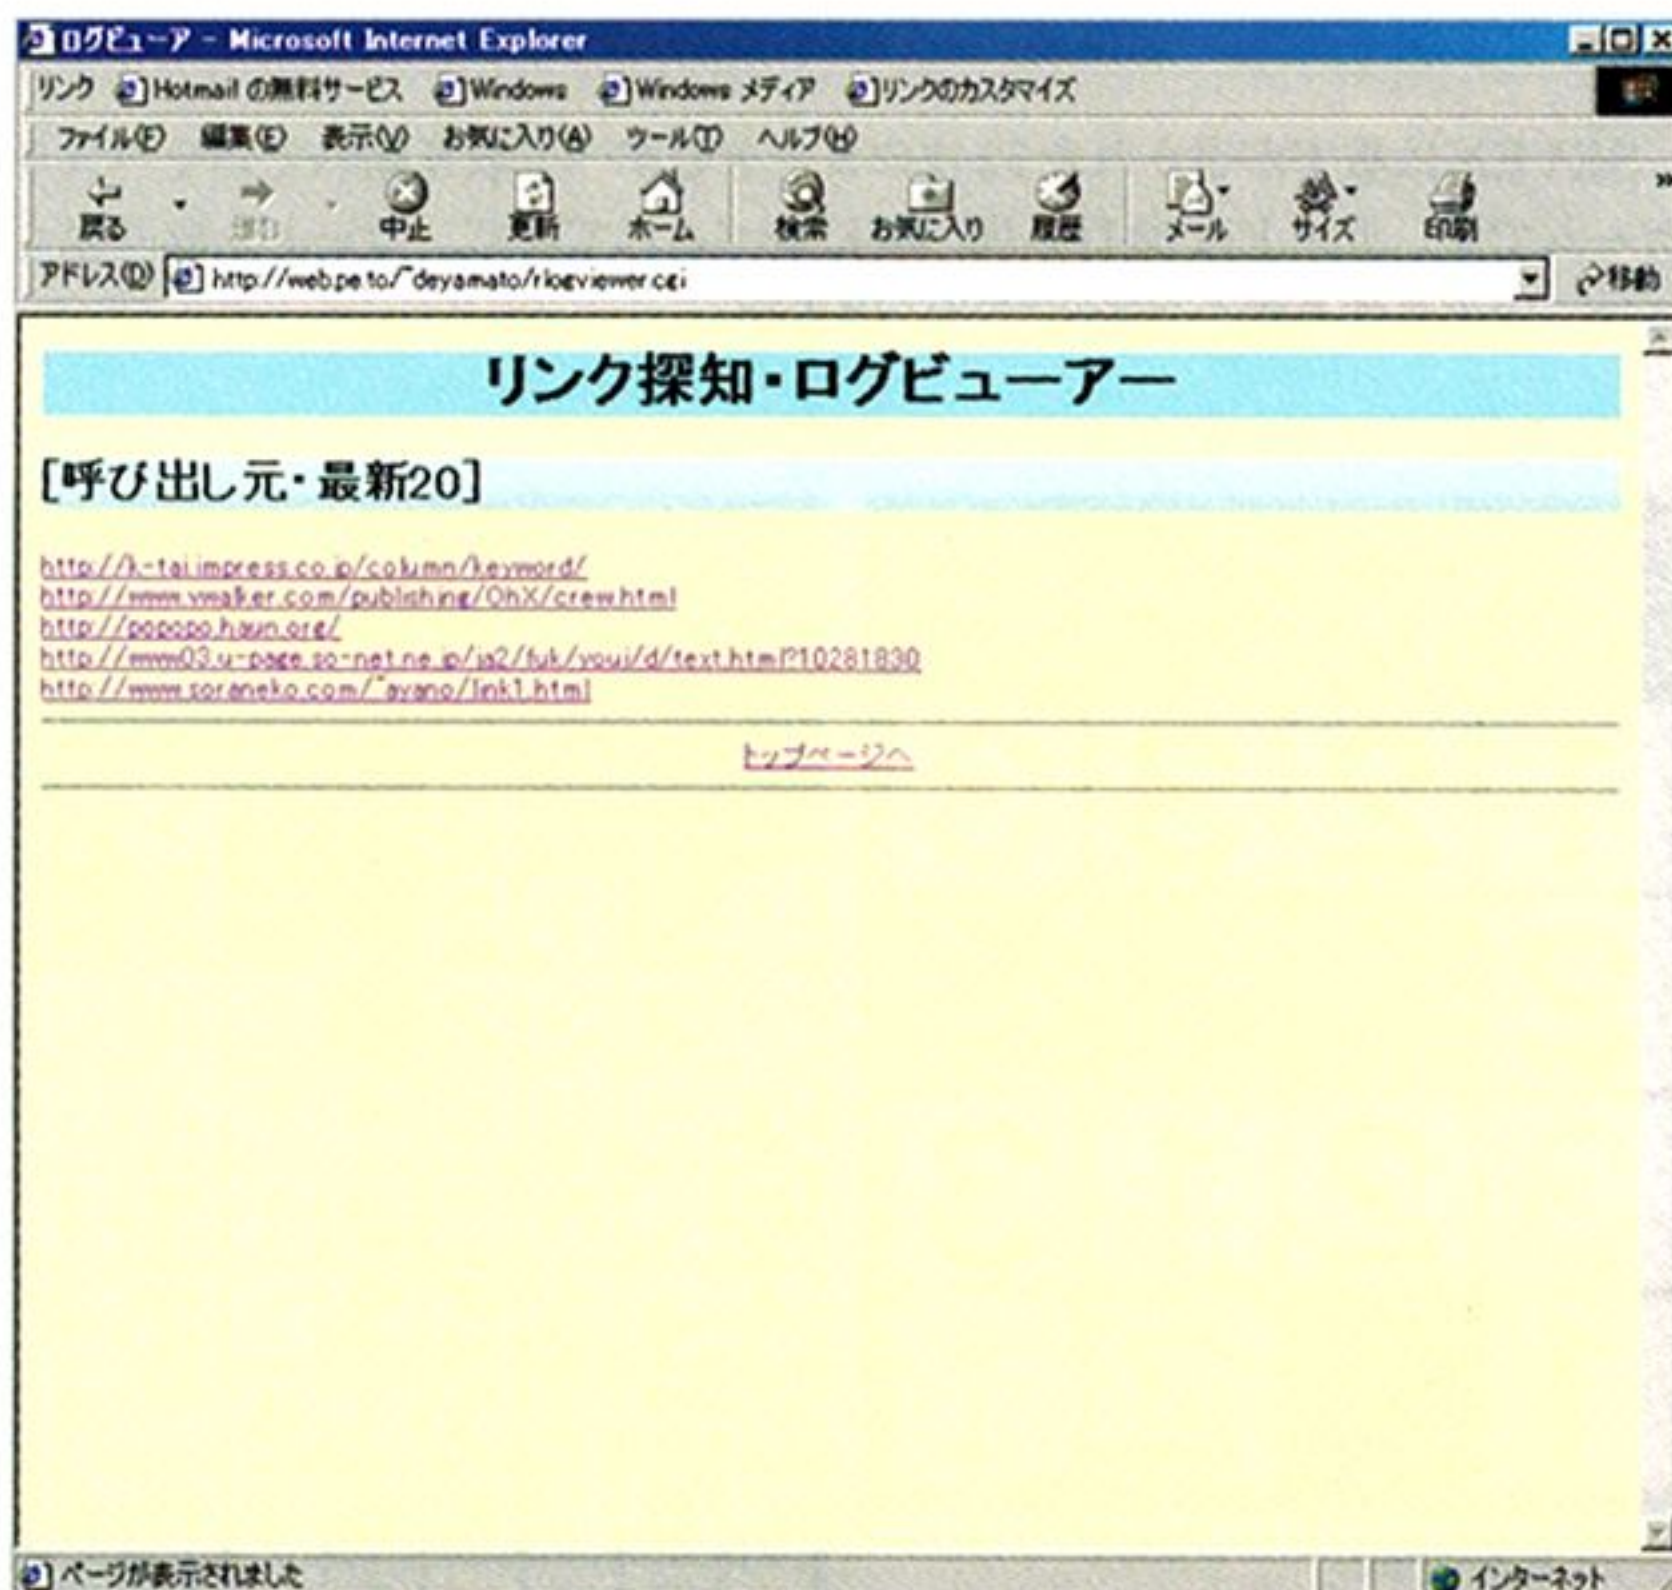 ログビューア - Microsoft Internet Explorer
リンク Hotmail の無料サービス Windows Windows メディア リンクのカスタマイズ
ファイル(F) 編集(E) 表示(V) お気に入り(A) ツール(T) ヘルプ(H)
戻る 進む 中止 更新 ホーム 検索 お気に入り 履歴 メール サイズ 印刷
アドレス(D) http://web.pe.to/~deyamato/rlogviewer.cgi 移動
リンク探知・ログビューアー
[呼び出し元・最新20]
http://k-tai.impress.co.jp/column/keyword/
http://www.vwalker.com/publishing/OhX/crew.html
http://popopo.haun.org/
http://www03.u-page.so-net.ne.jp/ja2/fuk/youi/d/text.html?10281830
http://www.soraneko.com/~ayano/link1.html
トップページへ
ページが表示されました インターネット